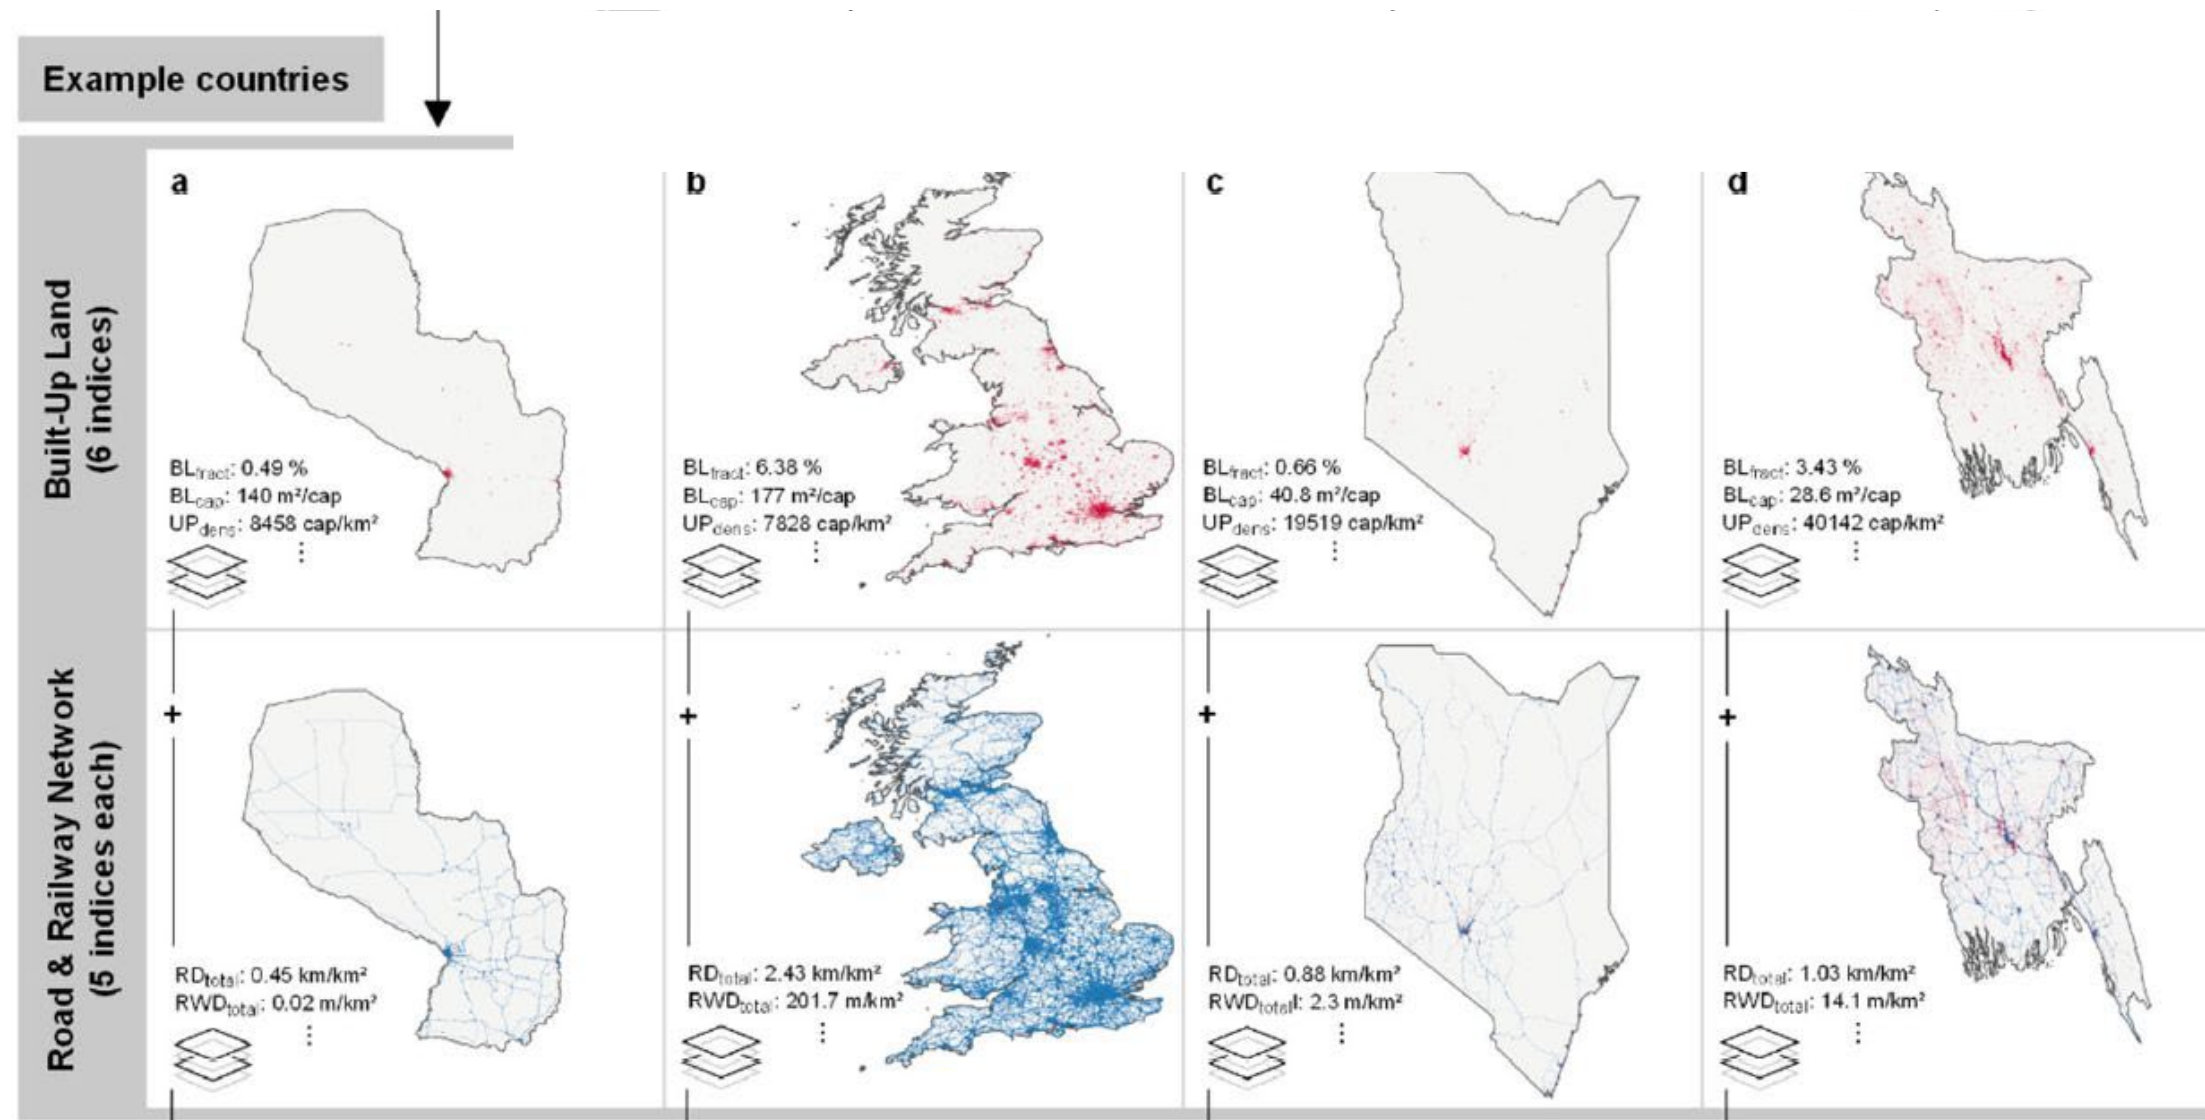 Example countries
Built-Up Land
(6 indices)
a
BLfract: 0.49 %
BLcap: 140 m²/cap
UPdens: 8458 cap/km²
b
BLfract: 6.38 %
BLcap: 177 m²/cap
UPdens: 7828 cap/km²
c
BLfract: 0.66 %
BLcap: 40.8 m²/cap
UPdens: 19519 cap/km²
d
BLfract: 3.43 %
BLcap: 28.6 m²/cap
UPdens: 40142 cap/km²
Road & Railway Network
(5 indices each)
+
RDtotal: 0.45 km/km²
RWDtotal: 0.02 m/km²
+
RDtotal: 2.43 km/km²
RWDtotal: 201.7 m/km²
+
RDtotal: 0.88 km/km²
RWDtotall: 2.3 m/km²
+
RDtotal: 1.03 km/km²
RWDtotal: 14.1 m/km²